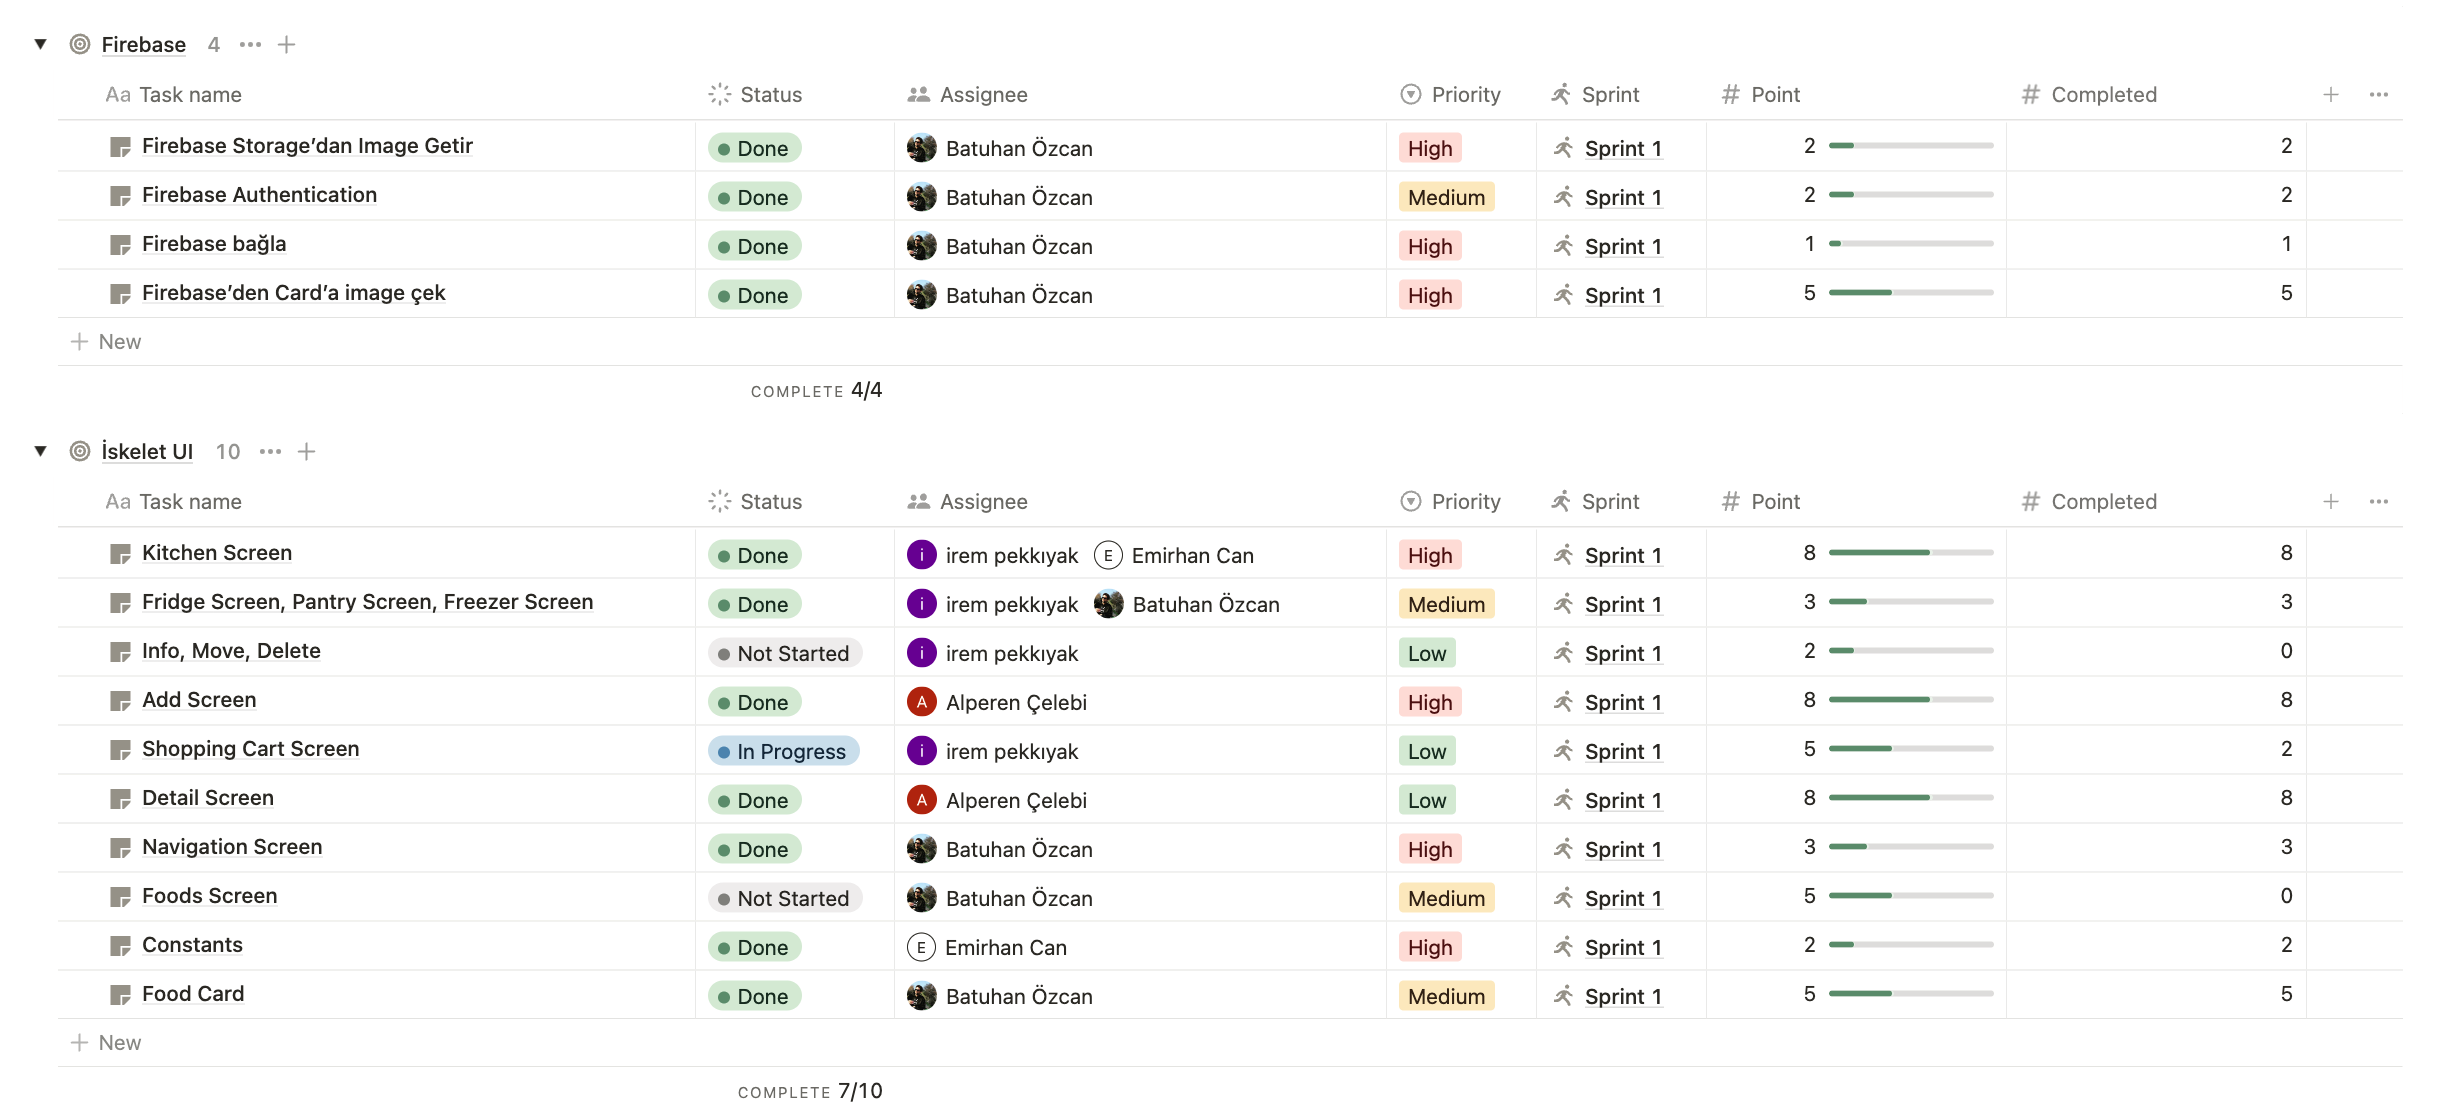 Firebase 4
Aa Task name Status Assignee Priority Sprint Point Completed
Firebase Storage’dan Image Getir Done Batuhan Özcan High Sprint 1 2 2
Firebase Authentication Done Batuhan Özcan Medium Sprint 1 2 2
Firebase bağla Done Batuhan Özcan High Sprint 1 1 1
Firebase’den Card’a image çek Done Batuhan Özcan High Sprint 1 5 5
New
COMPLETE 4/4
İskelet UI 10
Aa Task name Status Assignee Priority Sprint Point Completed
Kitchen Screen Done i irem pekkıyak E Emirhan Can High Sprint 1 8 8
Fridge Screen, Pantry Screen, Freezer Screen Done i irem pekkıyak Batuhan Özcan Medium Sprint 1 3 3
Info, Move, Delete Not Started i irem pekkıyak Low Sprint 1 2 0
Add Screen Done A Alperen Çelebi High Sprint 1 8 8
Shopping Cart Screen In Progress i irem pekkıyak Low Sprint 1 5 2
Detail Screen Done A Alperen Çelebi Low Sprint 1 8 8
Navigation Screen Done Batuhan Özcan High Sprint 1 3 3
Foods Screen Not Started Batuhan Özcan Medium Sprint 1 5 0
Constants Done E Emirhan Can High Sprint 1 2 2
Food Card Done Batuhan Özcan Medium Sprint 1 5 5
New
COMPLETE 7/10